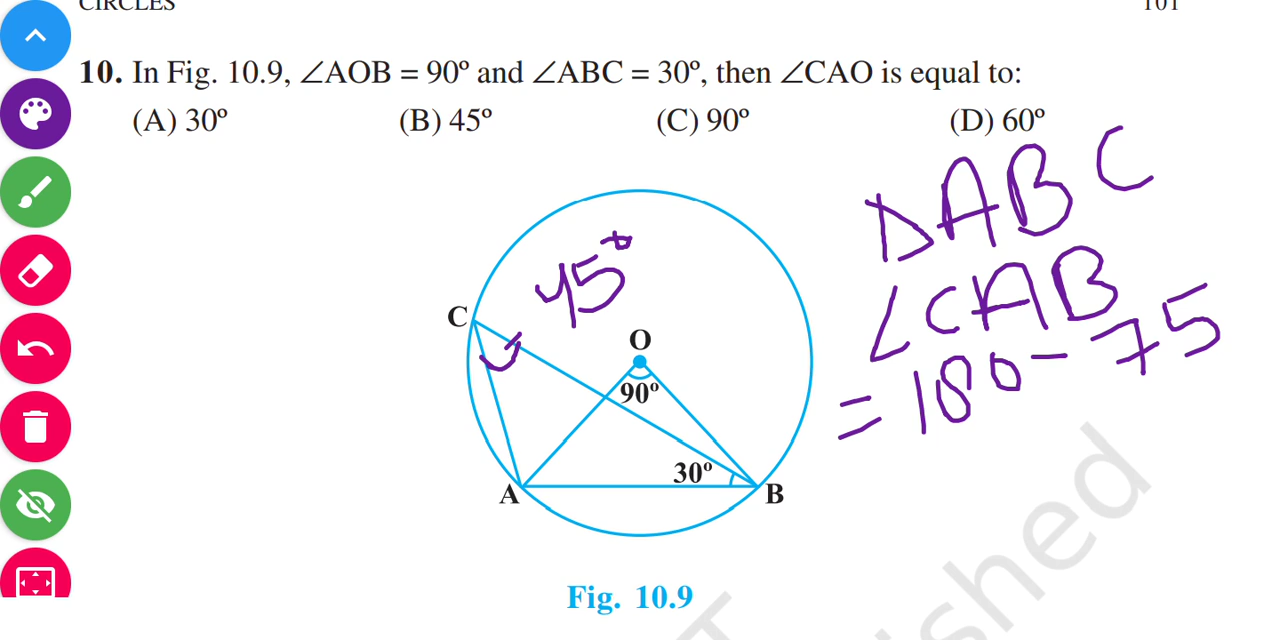 CIRCLES 101
10. In Fig. 10.9, ∠AOB = 90º and ∠ABC = 30º, then ∠CAO is equal to:
(A) 30º (B) 45º (C) 90º (D) 60º
△ABC
45°
∠CAB
= 180 - 75
C
O
90º
30º
A
B
Fig. 10.9
shed